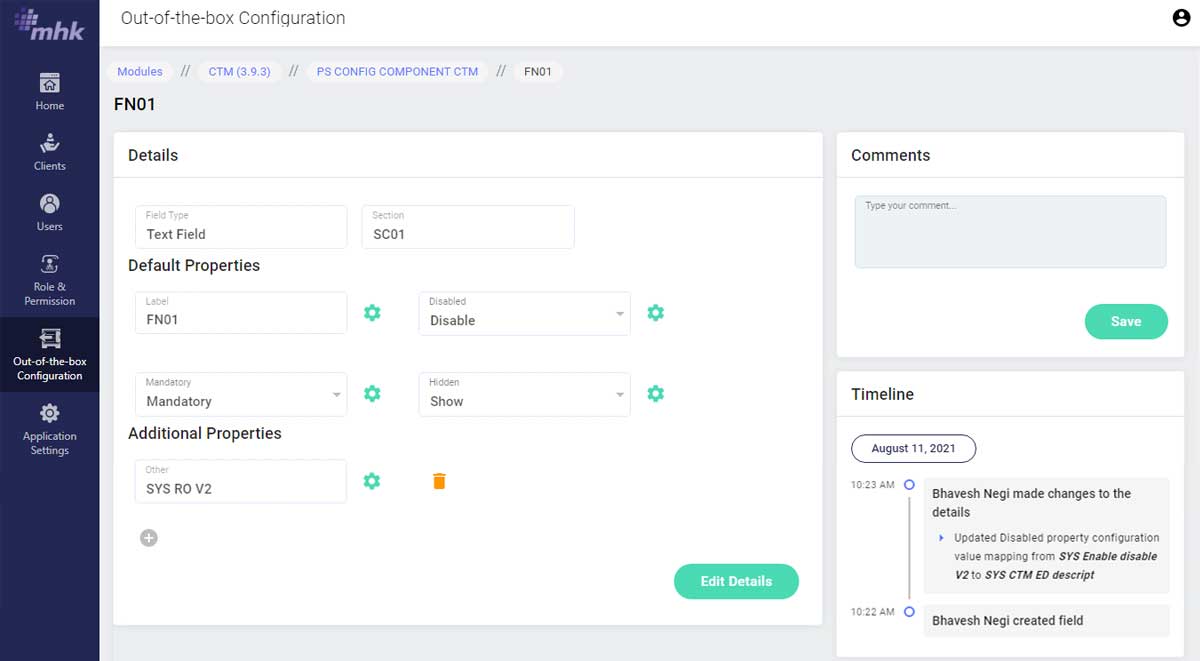 mhk
Out-of-the-box Configuration
Home
Clients
Users
Role &
Permission
Out-of-the-box
Configuration
Application
Settings
Modules // CTM (3.9.3) // PS CONFIG COMPONENT CTM // FN01
FN01
Details
Field Type
Text Field
Section
SC01
Default Properties
Label
FN01
Disabled
Disable
Mandatory
Mandatory
Hidden
Show
Additional Properties
Other
SYS RO V2
Edit Details
Comments
Type your comment...
Save
Timeline
August 11, 2021
10:23 AM
Bhavesh Negi made changes to the
details
Updated Disabled property configuration
value mapping from SYS Enable disable
V2 to SYS CTM ED descript
10:22 AM
Bhavesh Negi created field